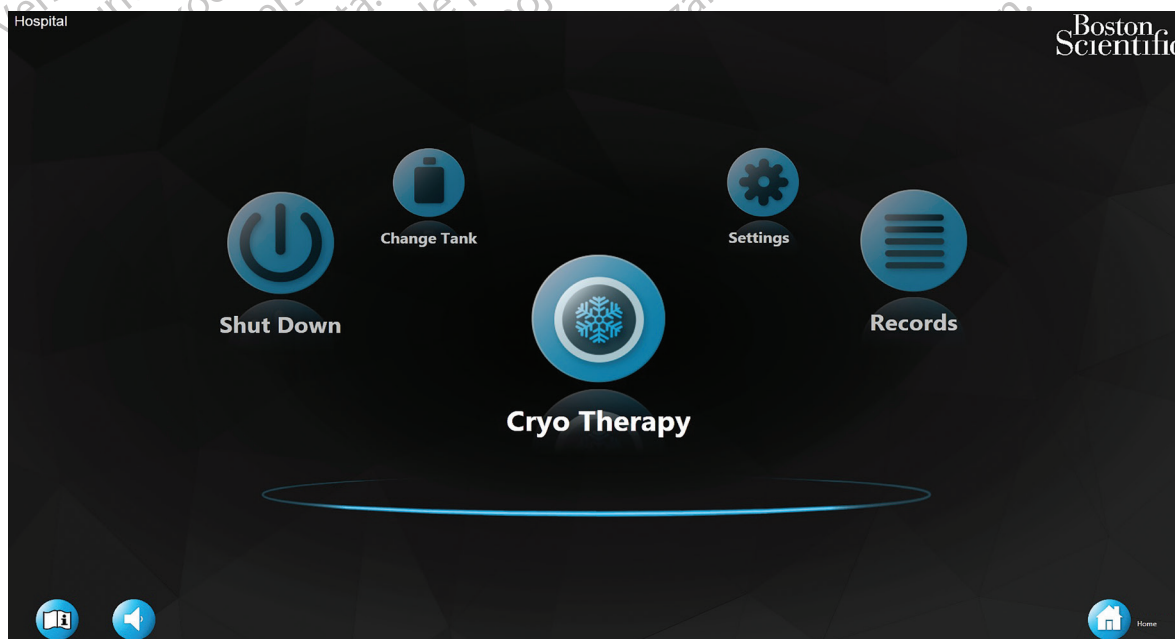 Hospital
Boston
Scientific
Change Tank
Settings
Shut Down
Records
Cryo Therapy
i
Home